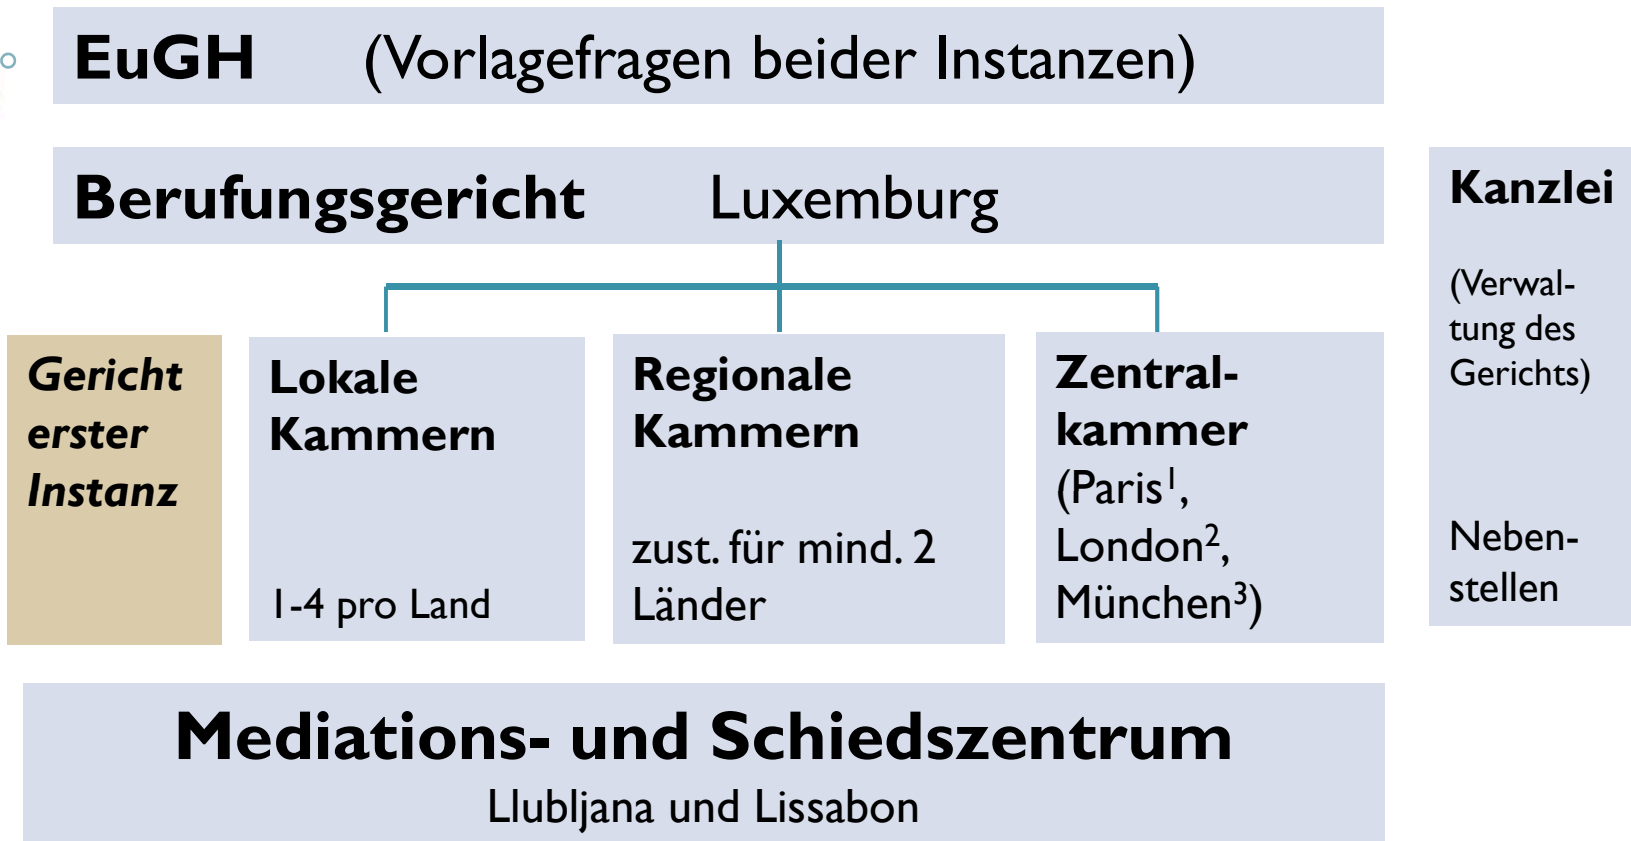 EuGH (Vorlagefragen beider Instanzen)
Berufungsgericht Luxemburg
Kanzlei
(Verwal-
tung des
Gerichts)
Neben-
stellen
Gericht
erster
Instanz
Lokale
Kammern
1-4 pro Land
Regionale
Kammern
zust. für mind. 2
Länder
Zentral-
kammer
(Paris¹,
London²,
München³)
Mediations- und Schiedszentrum
Llubljana und Lissabon